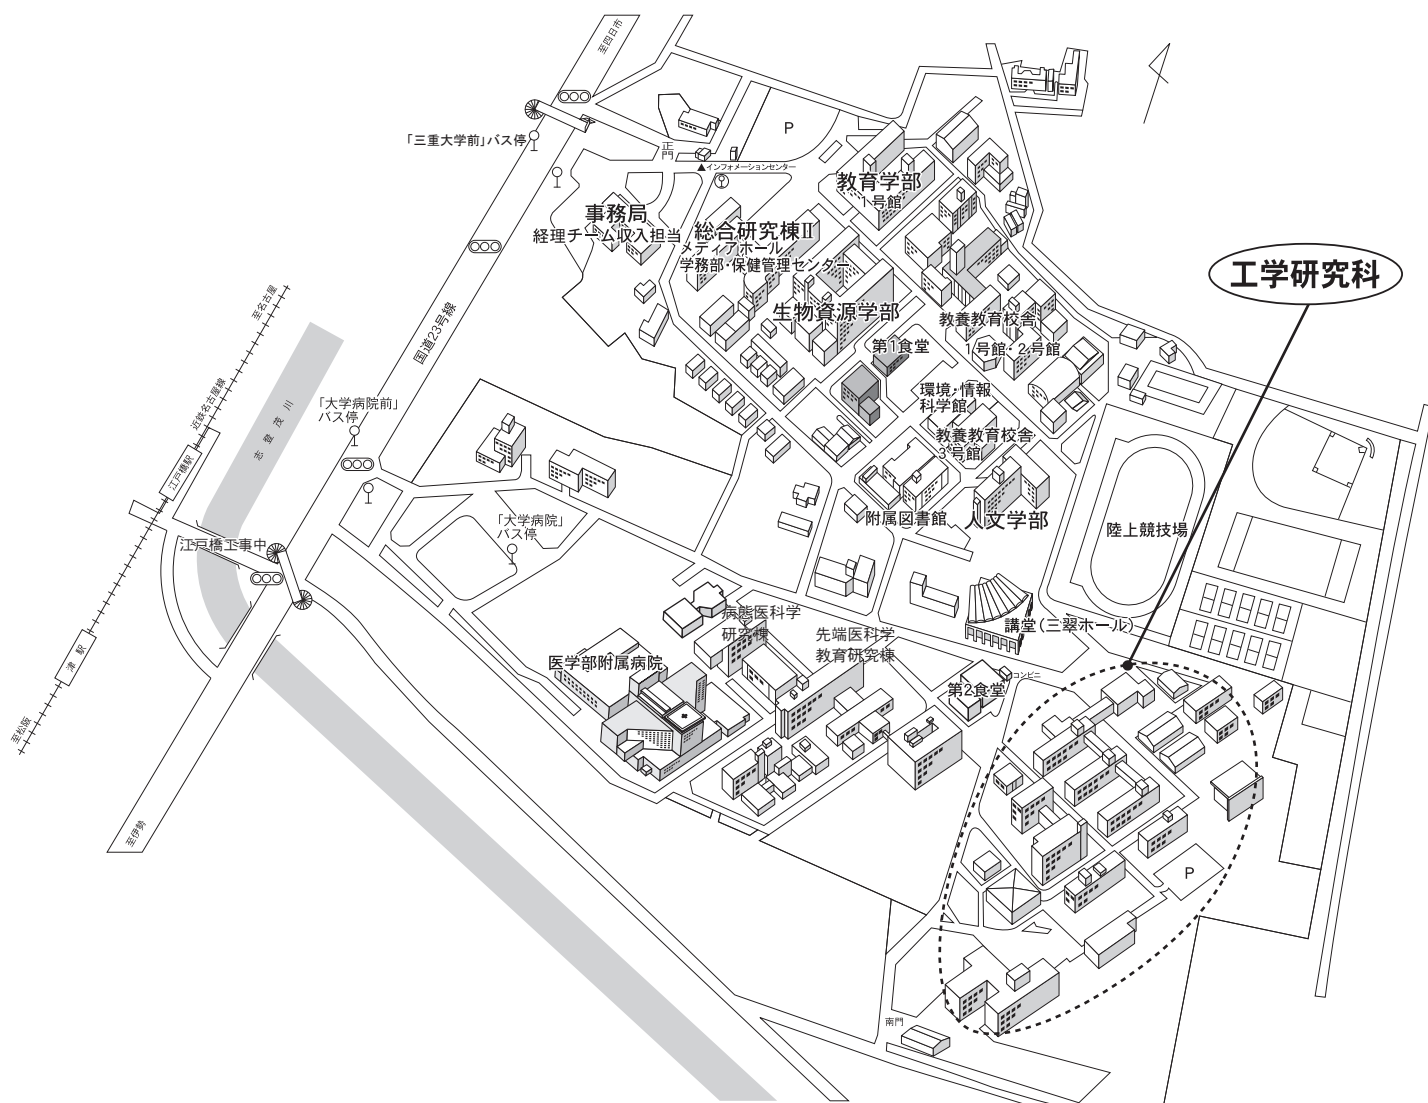 至四日市
「三重大学前」バス停
正門
P
▲インフォメーションセンター
教育学部
1号館
事務局
経理チーム収入担当
総合研究棟Ⅱ
メディアホール
学務部・保健管理センター
工学研究科
生物資源学部
教養教育校舎
1号館・2号館
第1食堂
至名古屋
国道23号線
近鉄名古屋線
志登茂川
「大学病院前」
バス停
環境・情報
科学館
教養教育校舎
3号館
江戸橋駅
附属図書館
人文学部
陸上競技場
「大学病院」
バス停
江戸橋工事中
病態医科学
研究棟
先端医科学
教育研究棟
講堂(三翠ホール)
津駅
医学部附属病院
第2食堂
コンビニ
至松阪
至伊勢
P
南門